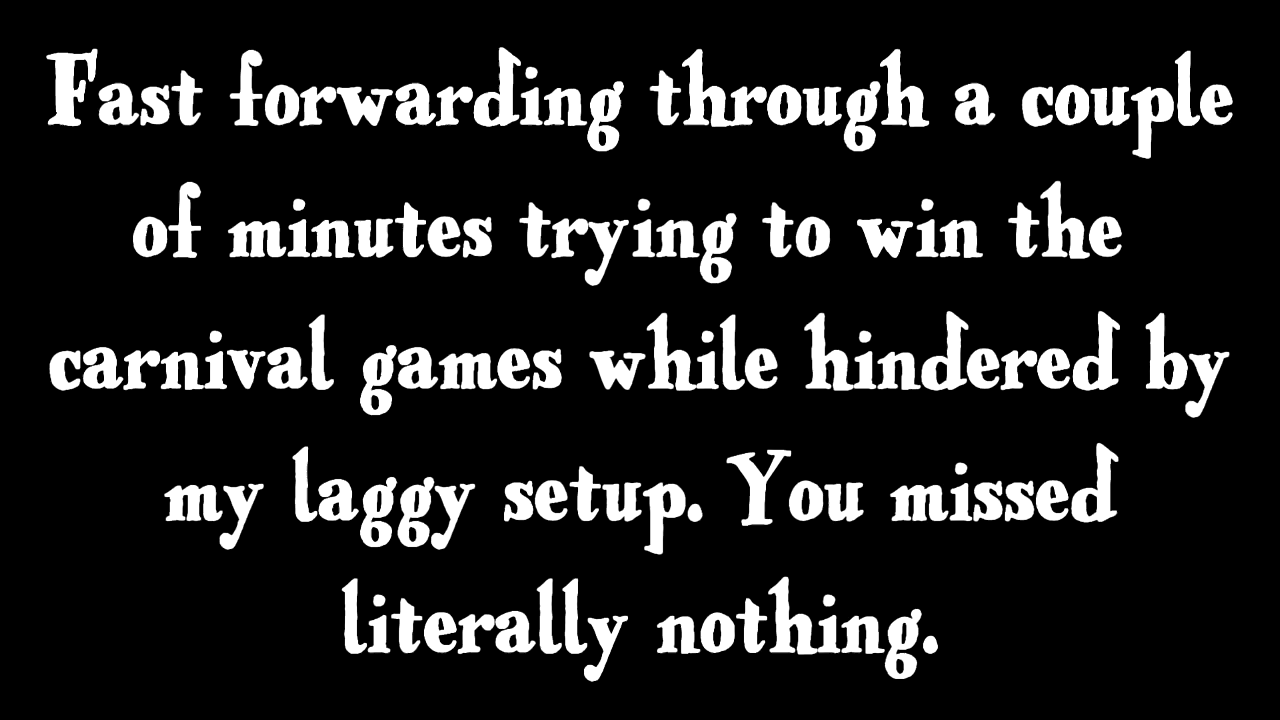 Fast forwarding through a couple
of minutes trying to win the
carnival games while hindered by
my laggy setup. You missed
literally nothing.